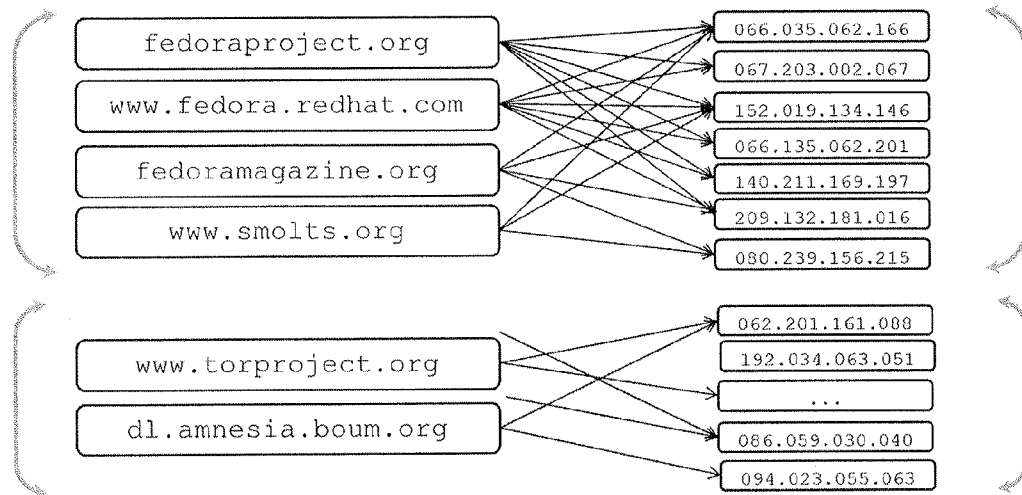 fedoraproject.org
www.fedora.redhat.com
fedoramagazine.org
www.smolts.org
066.035.062.166
067.203.002.067
152.019.134.146
066.135.062.201
140.211.169.197
209.132.181.016
080.239.156.215
www.torproject.org
dl.amnesia.boum.org
062.201.161.088
192.034.063.051
...
086.059.030.040
094.023.055.063